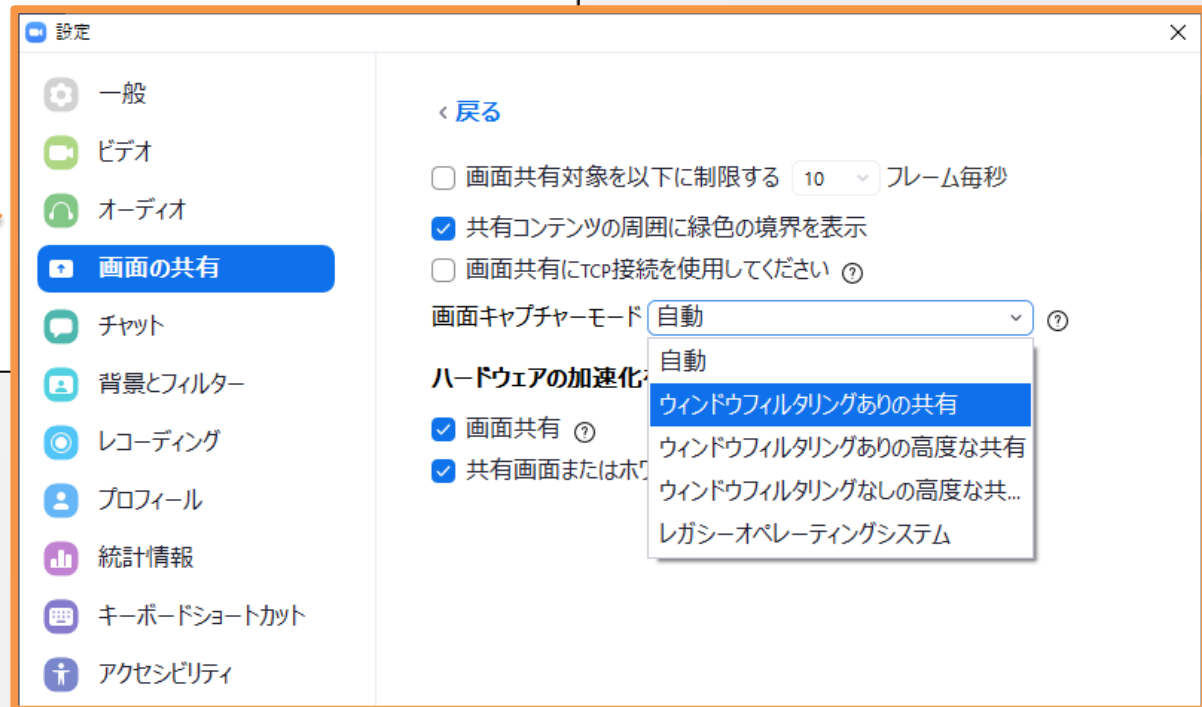 設定
一般
ビデオ
オーディオ
画面の共有
チャット
背景とフィルター
レコーディング
プロフィール
統計情報
キーボードショートカット
アクセシビリティ
戻る
画面共有対象を以下に制限する 10 フレーム毎秒
共有コンテンツの周囲に緑色の境界を表示
画面共有にTCP接続を使用してください
画面キャプチャーモード 自動
自動
ウィンドウフィルタリングありの共有
ウィンドウフィルタリングありの高度な共有
ウィンドウフィルタリングなしの高度な共...
レガシーオペレーティングシステム
ハードウェアの加速化
画面共有
共有画面またはホワ